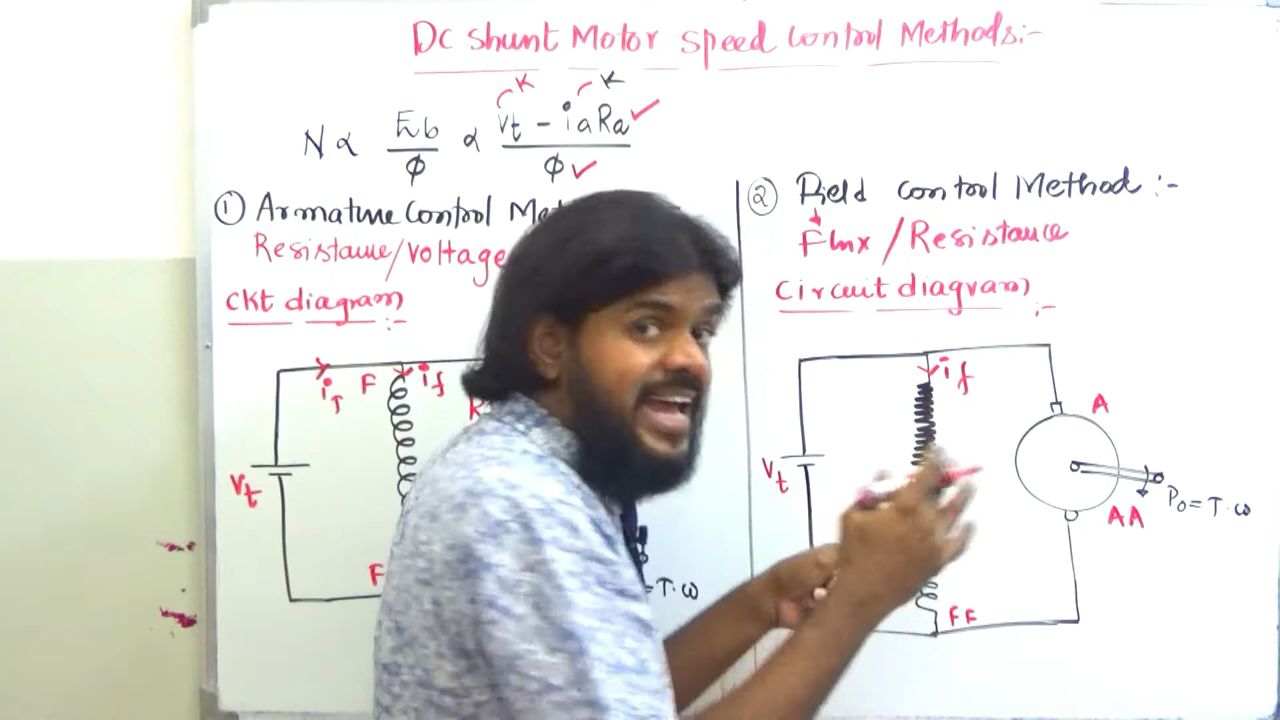 Dc Shunt Motor Speed Control Methods:-
K K
N ∝ Eb/ϕ ∝ Vt - iaRa/ϕ
① Armature Control
Resistance/Voltage
Ckt diagram :-
iT F if
Vt
F
= T·ω
② Field Control Method :-
Flux / Resistance
Circuit diagram :-
if
A
Vt
AA
Po = T·ω
FF